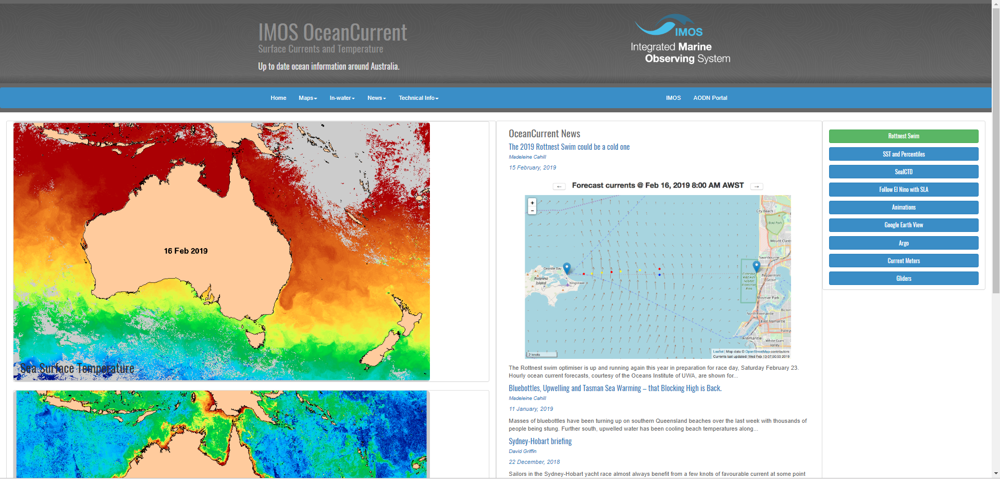 IMOS OceanCurrent
Surface Currents and Temperature
Up to date ocean information around Australia.
IMOS
Integrated Marine
Observing System
Home Maps In-water News Technical Info IMOS AODN Portal
16 Feb 2019
Sea Surface Temperature
OceanCurrent News
The 2019 Rottnest Swim could be a cold one
Madeleine Cahill
15 February, 2019
← Forecast currents @ Feb 16, 2019 8:00 AM AWST →
+
-
City Beach
Bold Park
Mount Clare
Swanbourne
Geordie Bay
Rottnest
Island
Kingstown
Cottesloe
Reef Fish
Habitat
Protection
Area
Peppermint
Grove
Mosman Park
Bicton
North Fremantle
East Fremantle
Palmy
Fremantle
White Gum
Valley
2 knots
Leaflet | Map data © OpenStreetMap contributors
Currents last updated: Wed Feb 13 07:50:53 2019
The Rottnest swim optimiser is up and running again this year in preparation for race day, Saturday February 23.
Hourly ocean current forecasts, courtesy of the Oceans Institute of UWA, are shown for...
Bluebottles, Upwelling and Tasman Sea Warming – that Blocking High is Back.
Madeleine Cahill
11 January, 2019
Masses of bluebottles have been turning up on southern Queensland beaches over the last week with thousands of
people being stung. Further south, upwelled water has been cooling beach temperatures along...
Sydney-Hobart briefing
David Griffin
22 December, 2018
Sailors in the Sydney-Hobart yacht race almost always benefit from a few knots of favourable current at some point
Rottnest Swim
SST and Percentiles
SealCTD
Follow El Nino with SLA
Animations
Google Earth View
Argo
Current Meters
Gliders